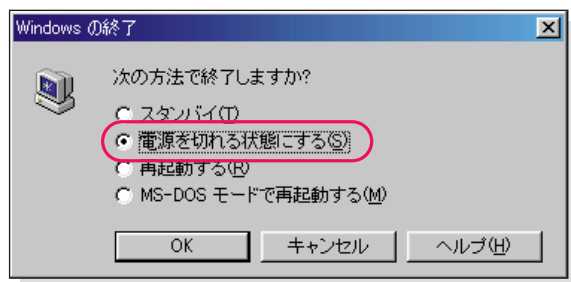 Windows の終了
次の方法で終了しますか?
スタンバイ(T)
電源を切れる状態にする(S)
再起動する(R)
MS-DOS モードで再起動する(M)
OK キャンセル ヘルプ(H)